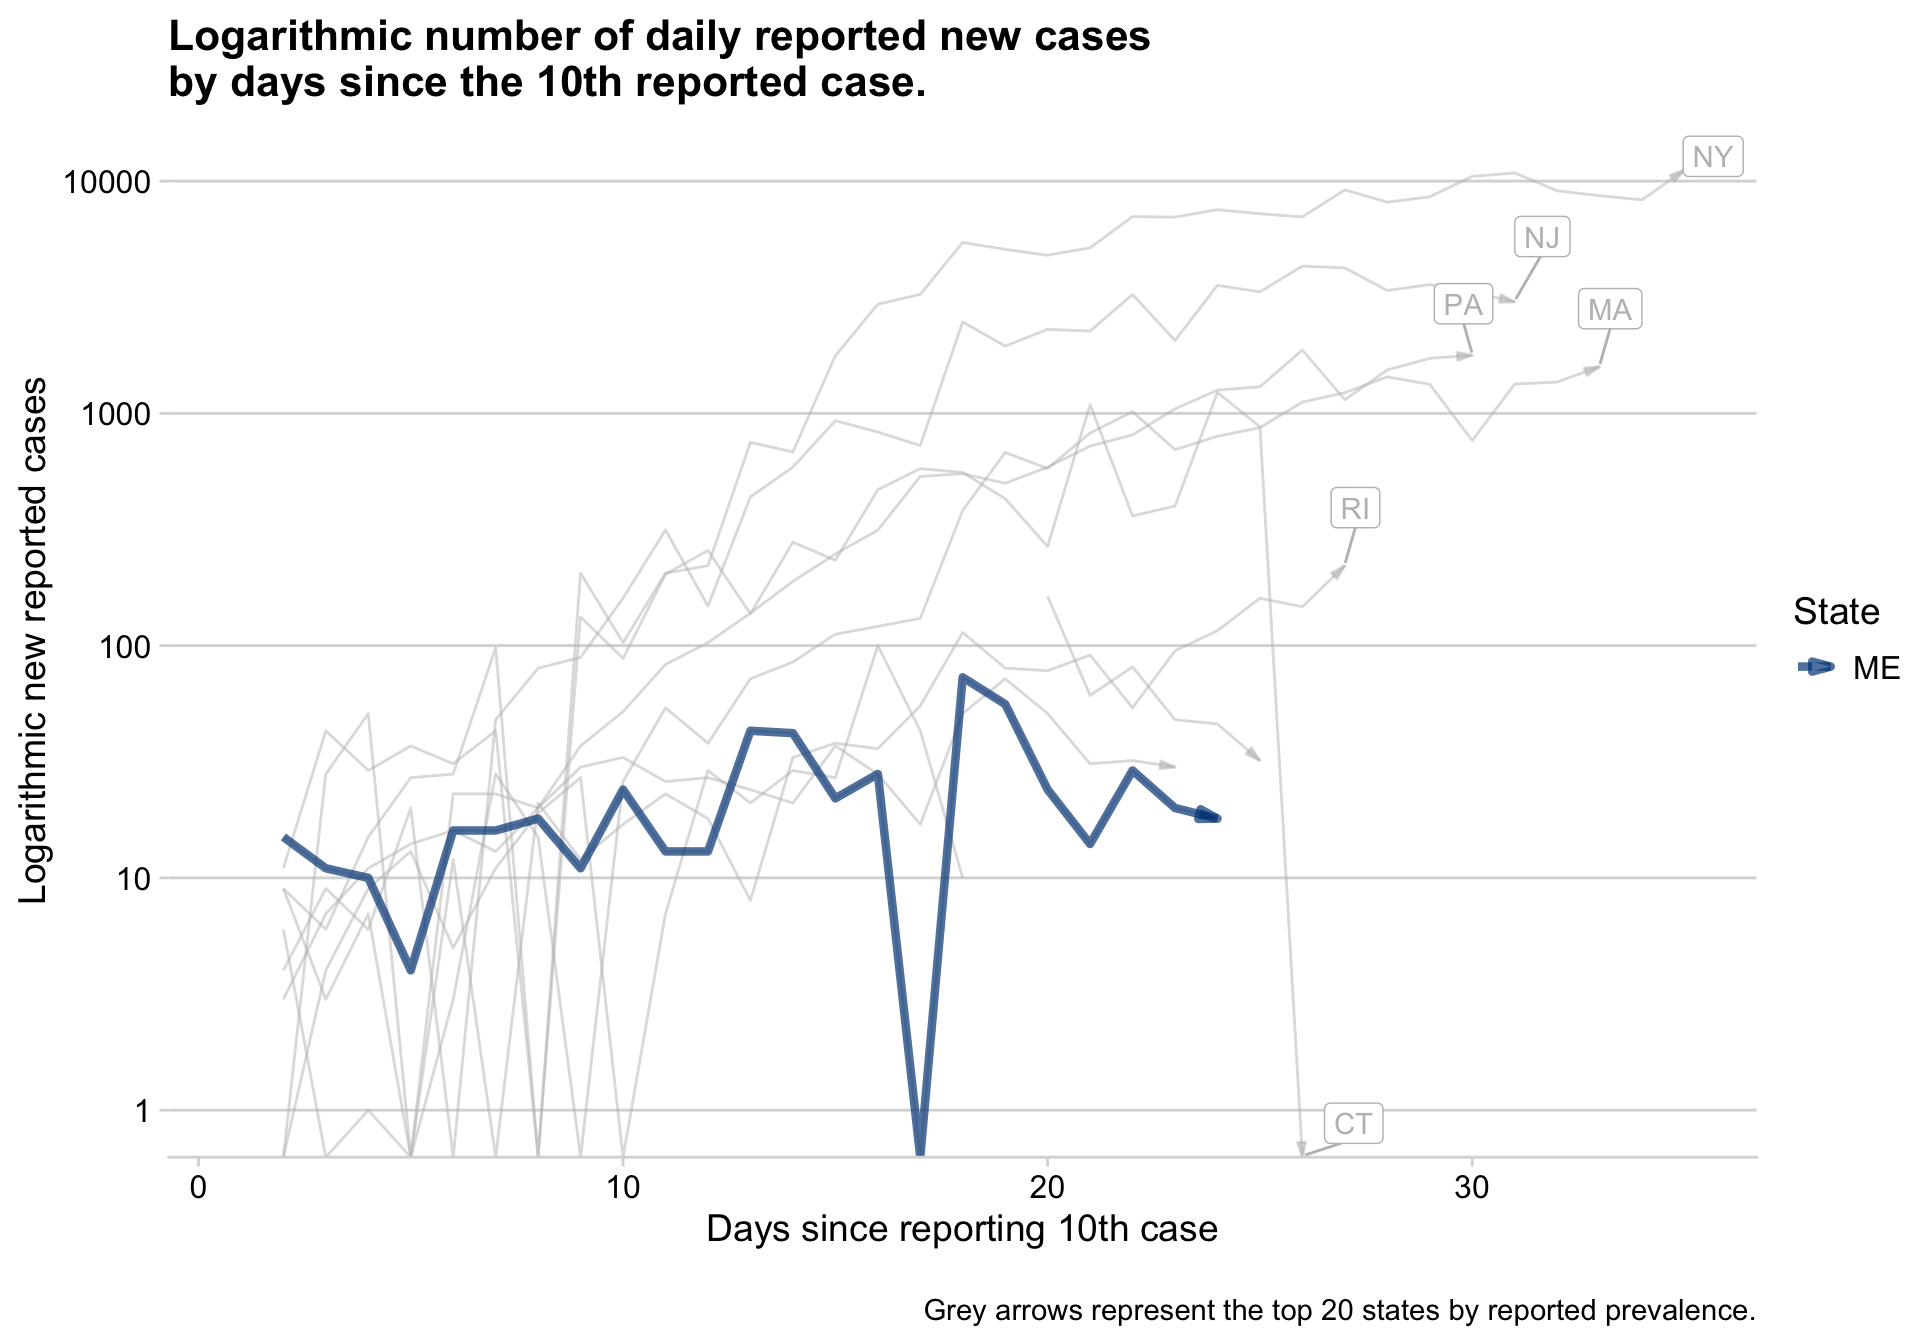 Logarithmic number of daily reported new cases
by days since the 10th reported case.
NY
10000
NJ
PA
MA
1000
RI
State
100
ME
10
CT
1
Logarithmic new reported cases
0 10 20 30
Days since reporting 10th case
Grey arrows represent the top 20 states by reported prevalence.